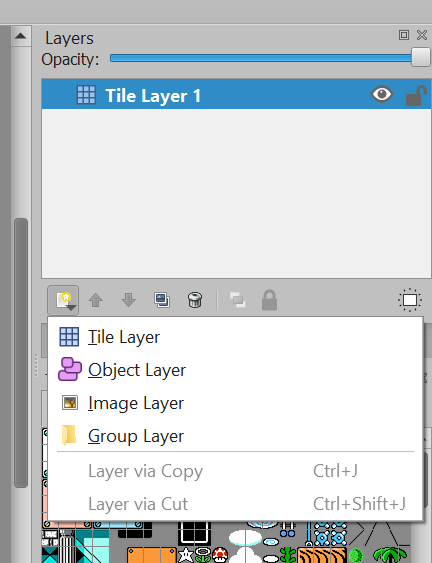 Layers
Opacity:
Tile Layer 1
Tile Layer
Object Layer
Image Layer
Group Layer
Layer via Copy Ctrl+J
Layer via Cut Ctrl+Shift+J